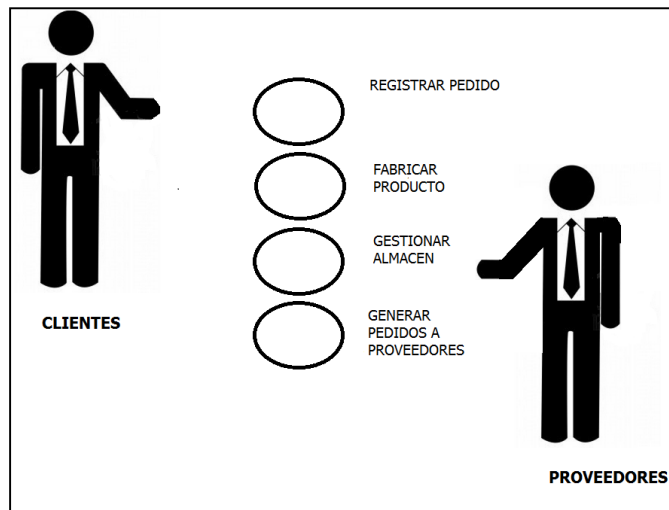 REGISTRAR PEDIDO
FABRICAR
PRODUCTO
GESTIONAR
ALMACEN
GENERAR
PEDIDOS A
PROVEEDORES
CLIENTES
PROVEEDORES